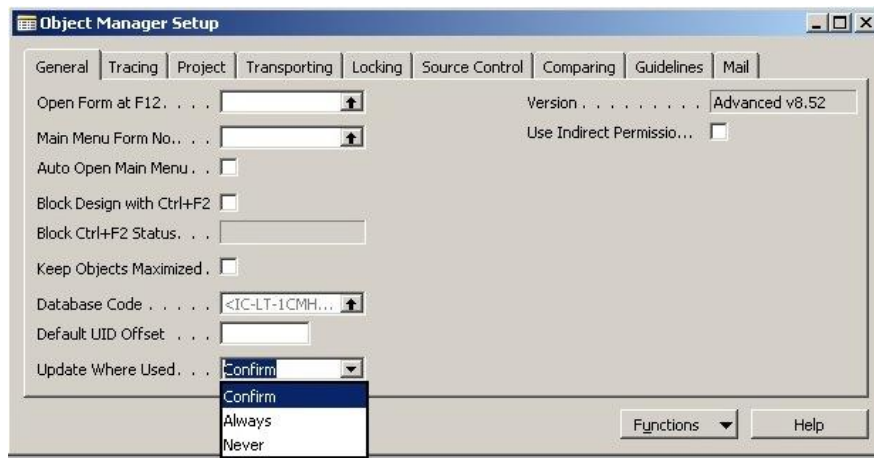 Object Manager Setup
General Tracing Project Transporting Locking Source Control Comparing Guidelines Mail
Open Form at F12. . . . Version . . . . . . . . . Advanced v8.52
Main Menu Form No.. . . Use Indirect Permissio...
Auto Open Main Menu . .
Block Design with Ctrl+F2
Block Ctrl+F2 Status. . .
Keep Objects Maximized .
Database Code . . . . . <IC-LT-1CMH...
Default UID Offset . . .
Update Where Used. . . Confirm
Confirm
Always
Never
Functions Help